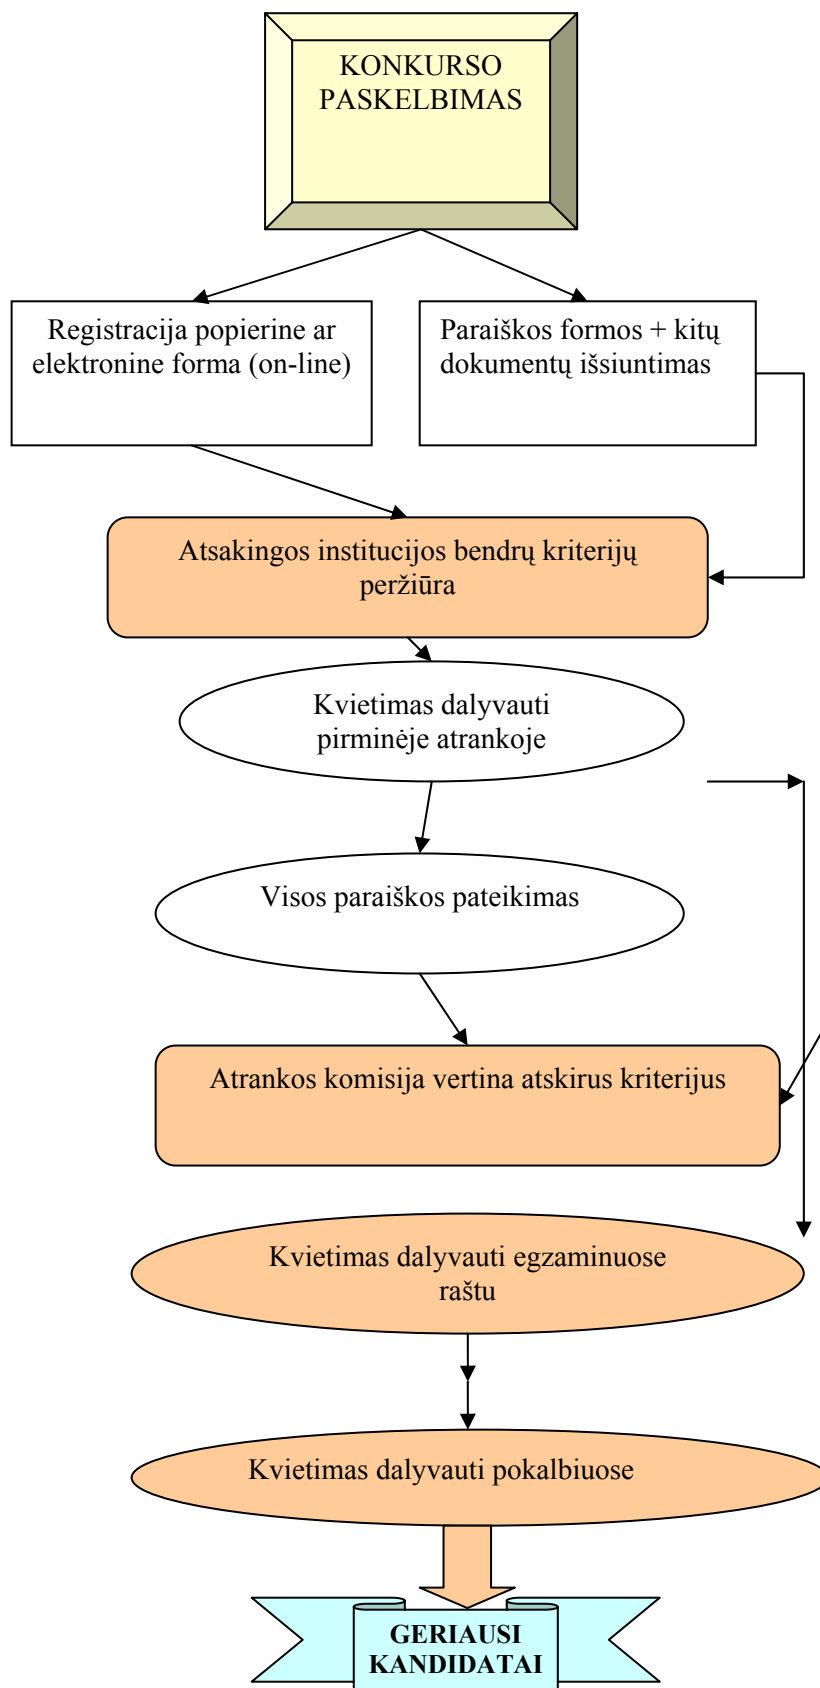 KONKURSO
PASKELBIMAS
Registracija popierine ar
elektronine forma (on-line)
Paraiškos formos + kitų
dokumentų išsiuntimas
Atsakingos institucijos bendrų kriterijų
peržiūra
Kvietimas dalyvauti
pirminėje atrankoje
Visos paraiškos pateikimas
Atrankos komisija vertina atskirus kriterijus
Kvietimas dalyvauti egzaminuose
raštu
Kvietimas dalyvauti pokalbiuose
GERIAUSI
KANDIDATAI